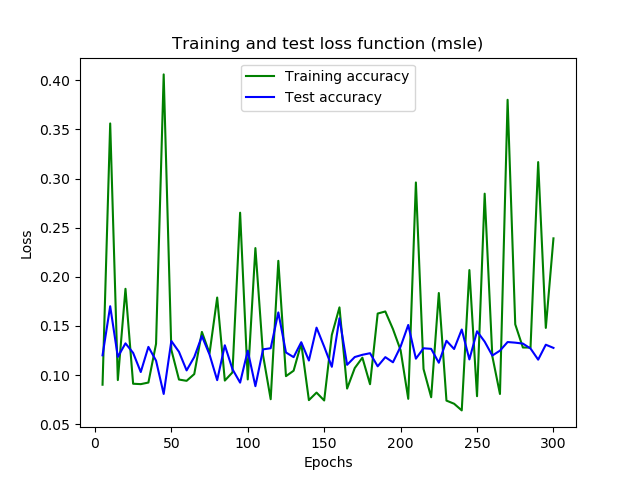 Training and test loss function (msle)
Training accuracy
Test accuracy
Loss
0.40
0.35
0.30
0.25
0.20
0.15
0.10
0.05
0 50 100 150 200 250 300
Epochs